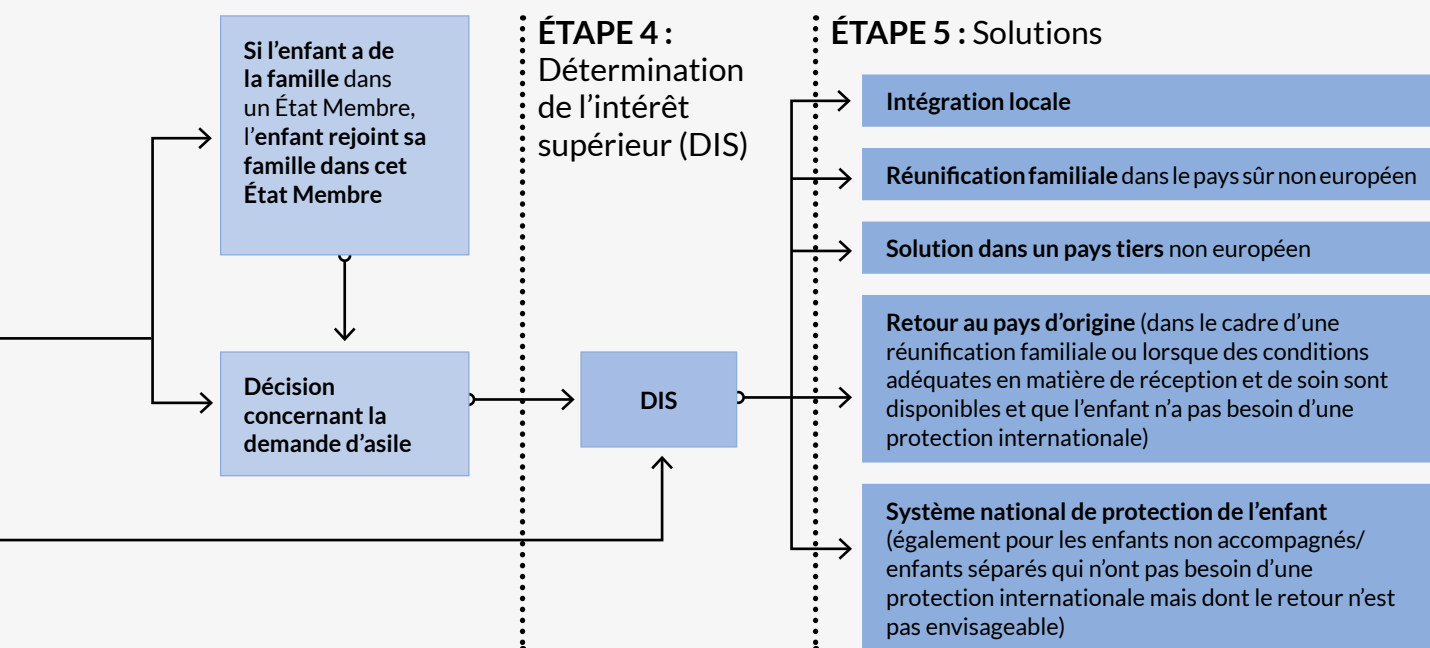 Si l'enfant a de
la famille dans
un État Membre,
l'enfant rejoint sa
famille dans cet
État Membre
Décision
concernant la
demande d'asile
ÉTAPE 4 :
Détermination
de l'intérêt
supérieur (DIS)
DIS
ÉTAPE 5 : Solutions
Intégration locale
Réunification familiale dans le pays sûr non européen
Solution dans un pays tiers non européen
Retour au pays d'origine (dans le cadre d'une
réunification familiale ou lorsque des conditions
adéquates en matière de réception et de soin sont
disponibles et que l'enfant n'a pas besoin d'une
protection internationale)
Système national de protection de l'enfant
(également pour les enfants non accompagnés/
enfants séparés qui n'ont pas besoin d'une
protection internationale mais dont le retour n'est
pas envisageable)